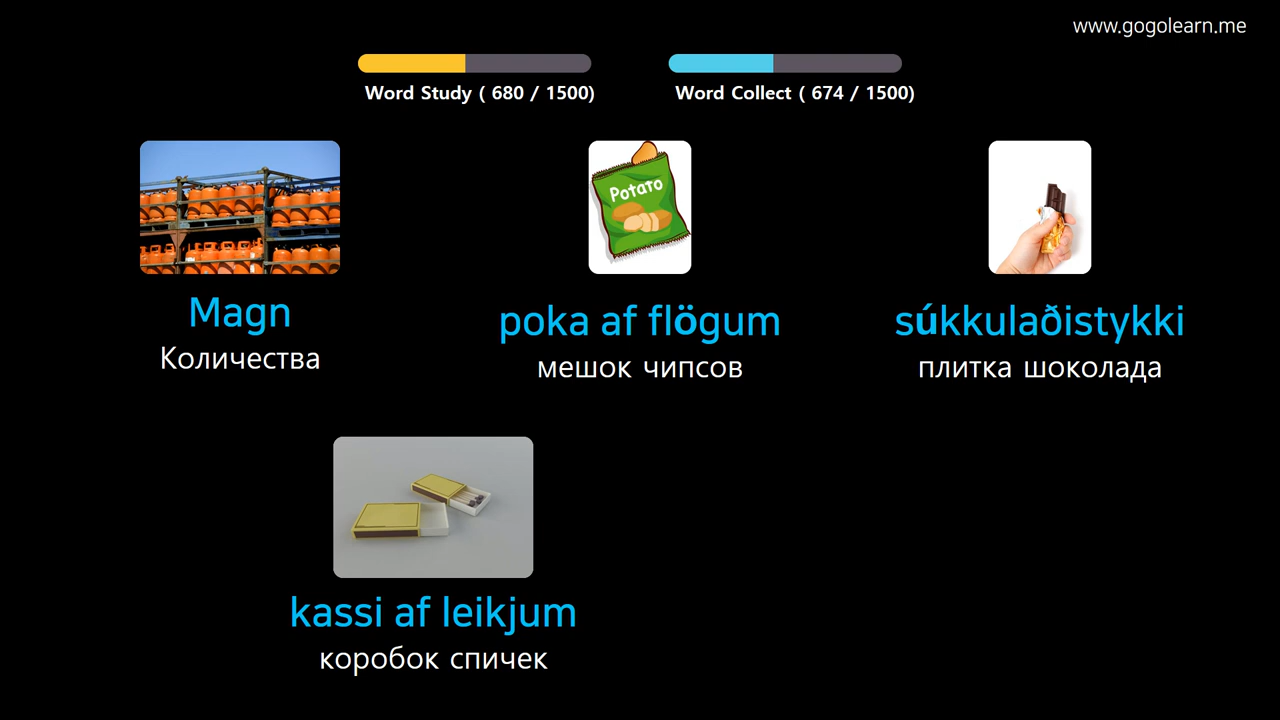 www.gogolearn.me
Word Study ( 680 / 1500)
Word Collect ( 674 / 1500)
Potato
Magn
Количества
poka af flögum
мешок чипсов
súkkulaðistykki
плитка шоколада
kassi af leikjum
коробок спичек